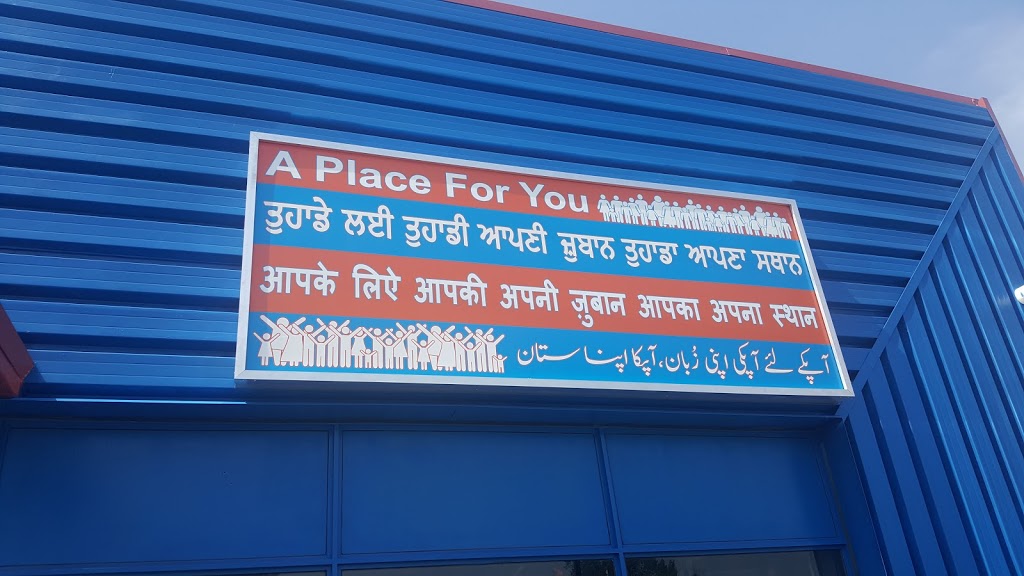 A Place For You
ਤੁਹਾਡੇ ਲਈ ਤੁਹਾਡੀ ਆਪਣੀ ਜ਼ੁਬਾਨ ਤੁਹਾਡਾ ਆਪਣਾ ਸਥਾਨ
आपके लिऐ आपकी अपनी ज़ुबान आपका अपना स्थान
آپکے لئے آپکی اپنی زُبان، آپکا اپنا ستان